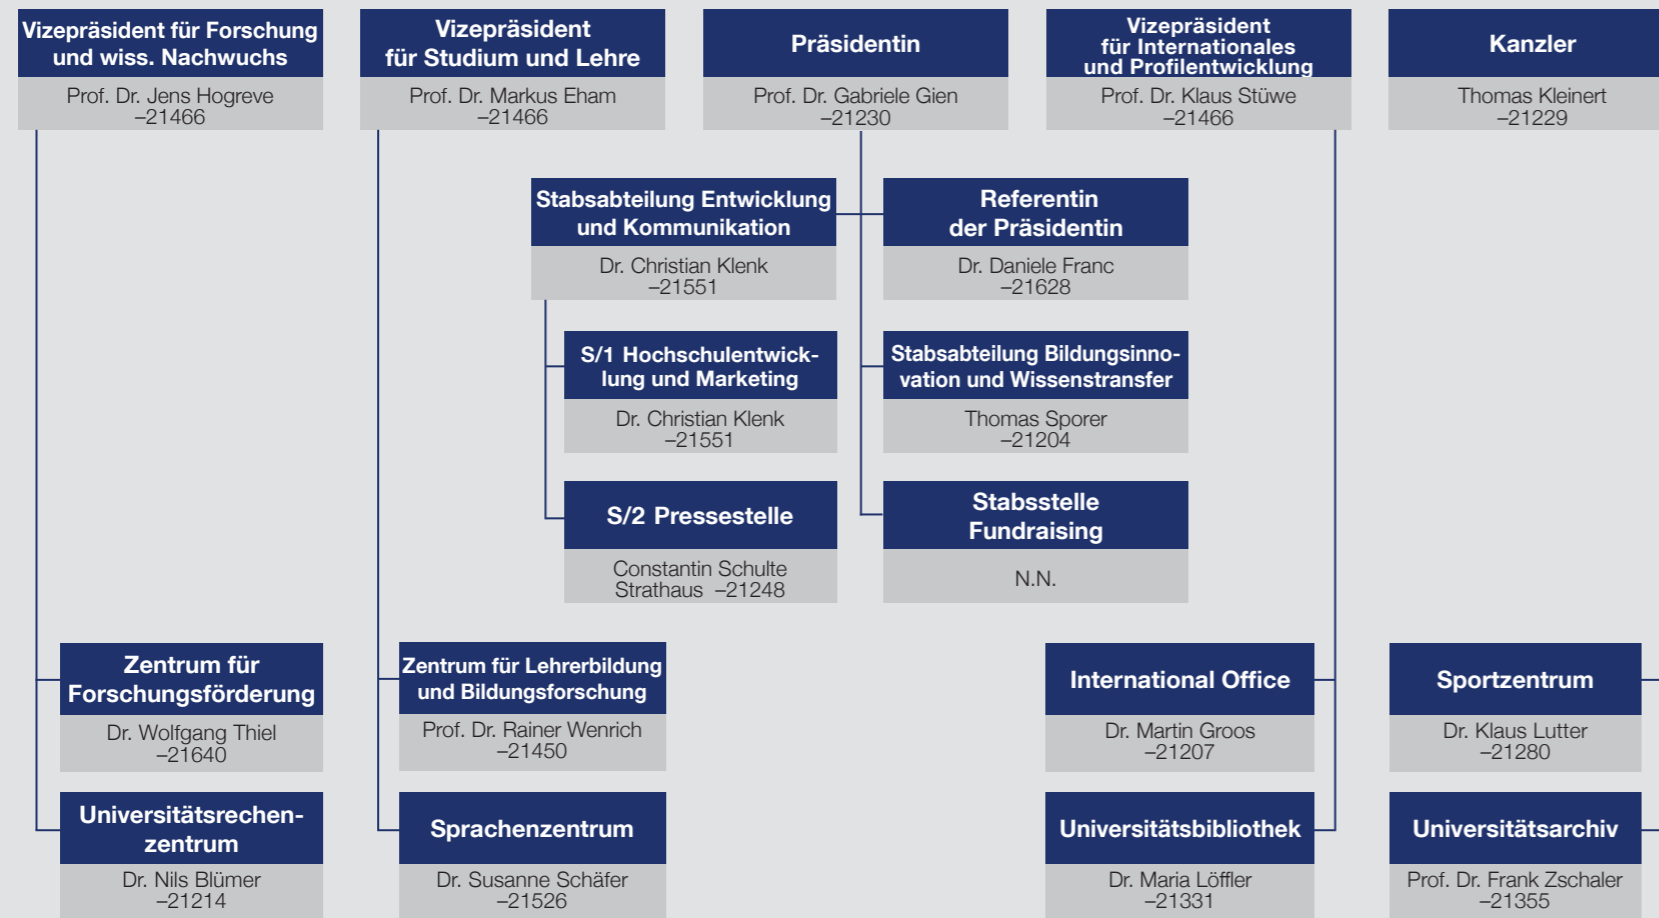 Vizepräsident für Forschung
und wiss. Nachwuchs
Prof. Dr. Jens Hogreve
–21466
Vizepräsident
für Studium und Lehre
Prof. Dr. Markus Eham
–21466
Präsidentin
Prof. Dr. Gabriele Gien
–21230
Vizepräsident
für Internationales
und Profilentwicklung
Prof. Dr. Klaus Stüwe
–21466
Kanzler
Thomas Kleinert
–21229
Stabsabteilung Entwicklung
und Kommunikation
Dr. Christian Klenk
–21551
Referentin
der Präsidentin
Dr. Daniele Franc
–21628
S/1 Hochschulentwick-
lung und Marketing
Dr. Christian Klenk
–21551
Stabsabteilung Bildungsinno-
vation und Wissenstransfer
Thomas Sporer
–21204
S/2 Pressestelle
Constantin Schulte
Strathaus –21248
Stabsstelle
Fundraising
N.N.
Zentrum für
Forschungsförderung
Dr. Wolfgang Thiel
–21640
Zentrum für Lehrerbildung
und Bildungsforschung
Prof. Dr. Rainer Wenrich
–21450
International Office
Dr. Martin Groos
–21207
Sportzentrum
Dr. Klaus Lutter
–21280
Universitätsrechen-
zentrum
Dr. Nils Blümer
–21214
Sprachenzentrum
Dr. Susanne Schäfer
–21526
Universitätsbibliothek
Dr. Maria Löffler
–21331
Universitätsarchiv
Prof. Dr. Frank Zschaler
–21355